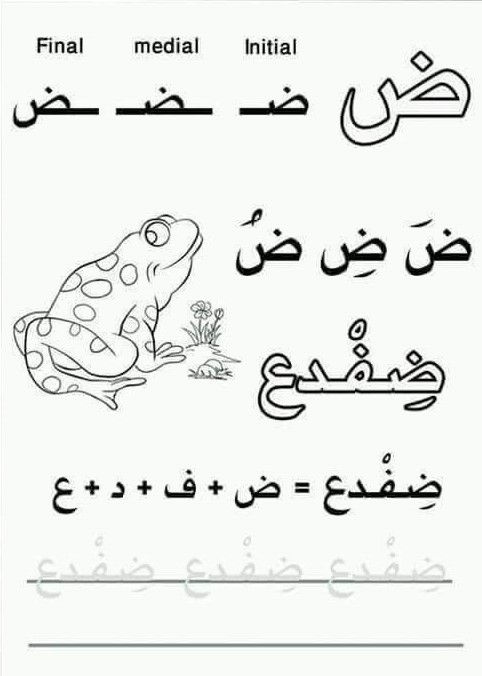 Final medial Initial
ض ضـ ـضـ ـض
ضَ ضِ ضُ
ضِفْدع
ضِفْدع = ض + ف + د + ع
ضِفْدع ضِفْدع ضِفْدع